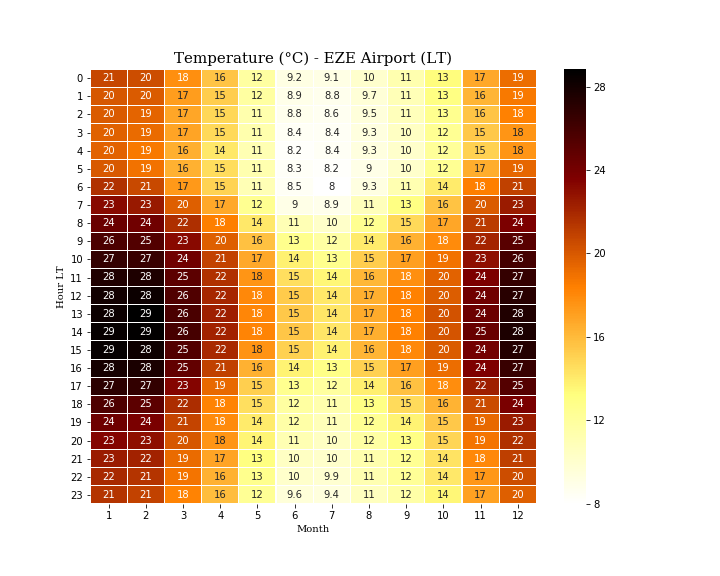 Temperature (°C) - EZE Airport (LT)
0 21 20 18 16 12 9.2 9.1 10 11 13 17 19
1 20 20 17 15 12 8.9 8.8 9.7 11 13 16 19
2 20 19 17 15 11 8.8 8.6 9.5 11 13 16 18
3 20 19 17 15 11 8.4 8.4 9.3 10 12 15 18
4 20 19 16 14 11 8.2 8.4 9.3 10 12 15 18
5 20 19 16 15 11 8.3 8.2 9 10 12 17 19
6 22 21 17 15 11 8.5 8 9.3 11 14 18 21
7 23 23 20 17 12 9 8.9 11 13 16 20 23
8 24 24 22 18 14 11 10 12 15 17 21 24
9 26 25 23 20 16 13 12 14 16 18 22 25
10 27 27 24 21 17 14 13 15 17 19 23 26
11 28 28 25 22 18 15 14 16 18 20 24 27
12 28 28 26 22 18 15 14 17 18 20 24 27
13 28 29 26 22 18 15 14 17 18 20 24 28
14 29 29 26 22 18 15 14 17 18 20 25 28
15 29 28 25 22 18 15 14 16 18 20 24 27
16 28 28 25 21 16 14 13 15 17 19 24 27
17 27 27 23 19 15 13 12 14 16 18 22 25
18 26 25 22 18 15 12 11 13 15 16 21 24
19 24 24 21 18 14 12 11 12 14 15 19 23
20 23 23 20 18 14 11 10 12 13 15 19 22
21 23 22 19 17 13 10 10 11 12 14 18 21
22 22 21 19 16 13 10 9.9 11 12 14 17 20
23 21 21 18 16 12 9.6 9.4 11 12 14 17 20
1 2 3 4 5 6 7 8 9 10 11 12
Month
Hour LT
28
24
20
16
12
8